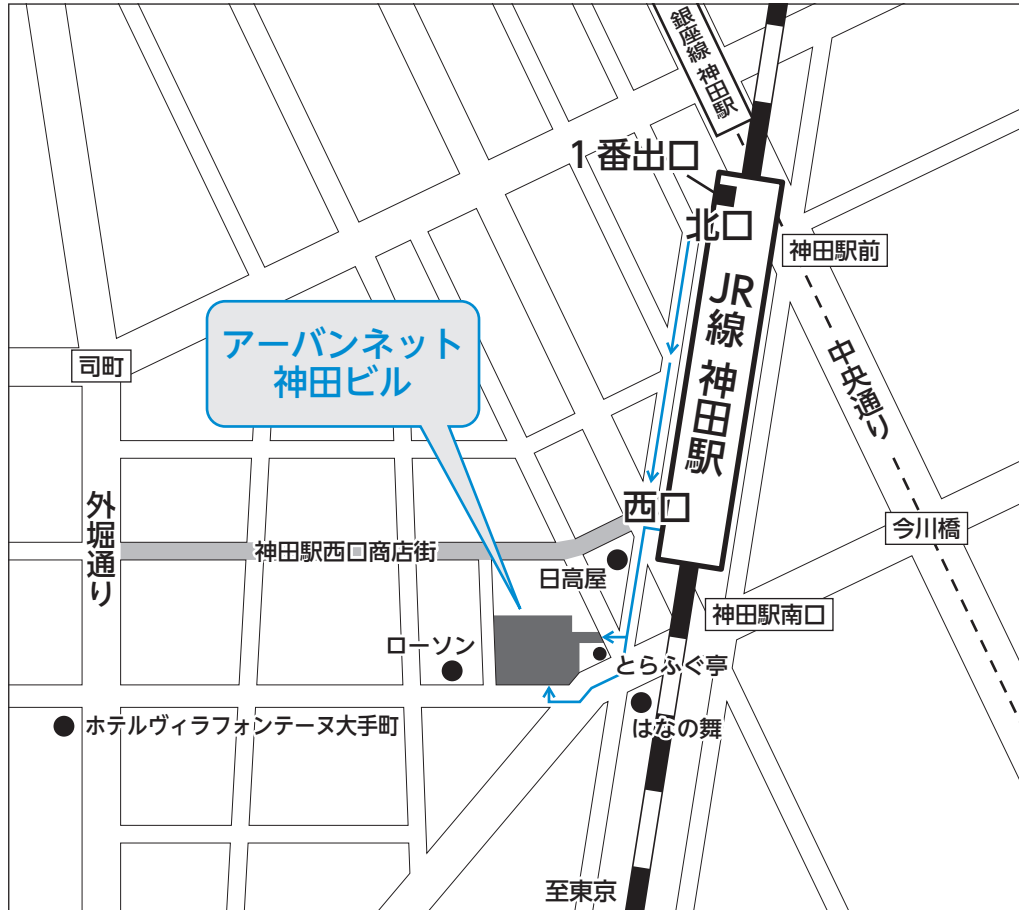 銀座線 神田駅
1番出口
北口
神田駅前
JR線 神田駅
アーバンネット
神田ビル
司町
中央通り
外堀通り
西口
今川橋
神田駅西口商店街
日高屋
神田駅南口
ローソン
とらふぐ亭
ホテルヴィラフォンテーヌ大手町
はなの舞
至東京